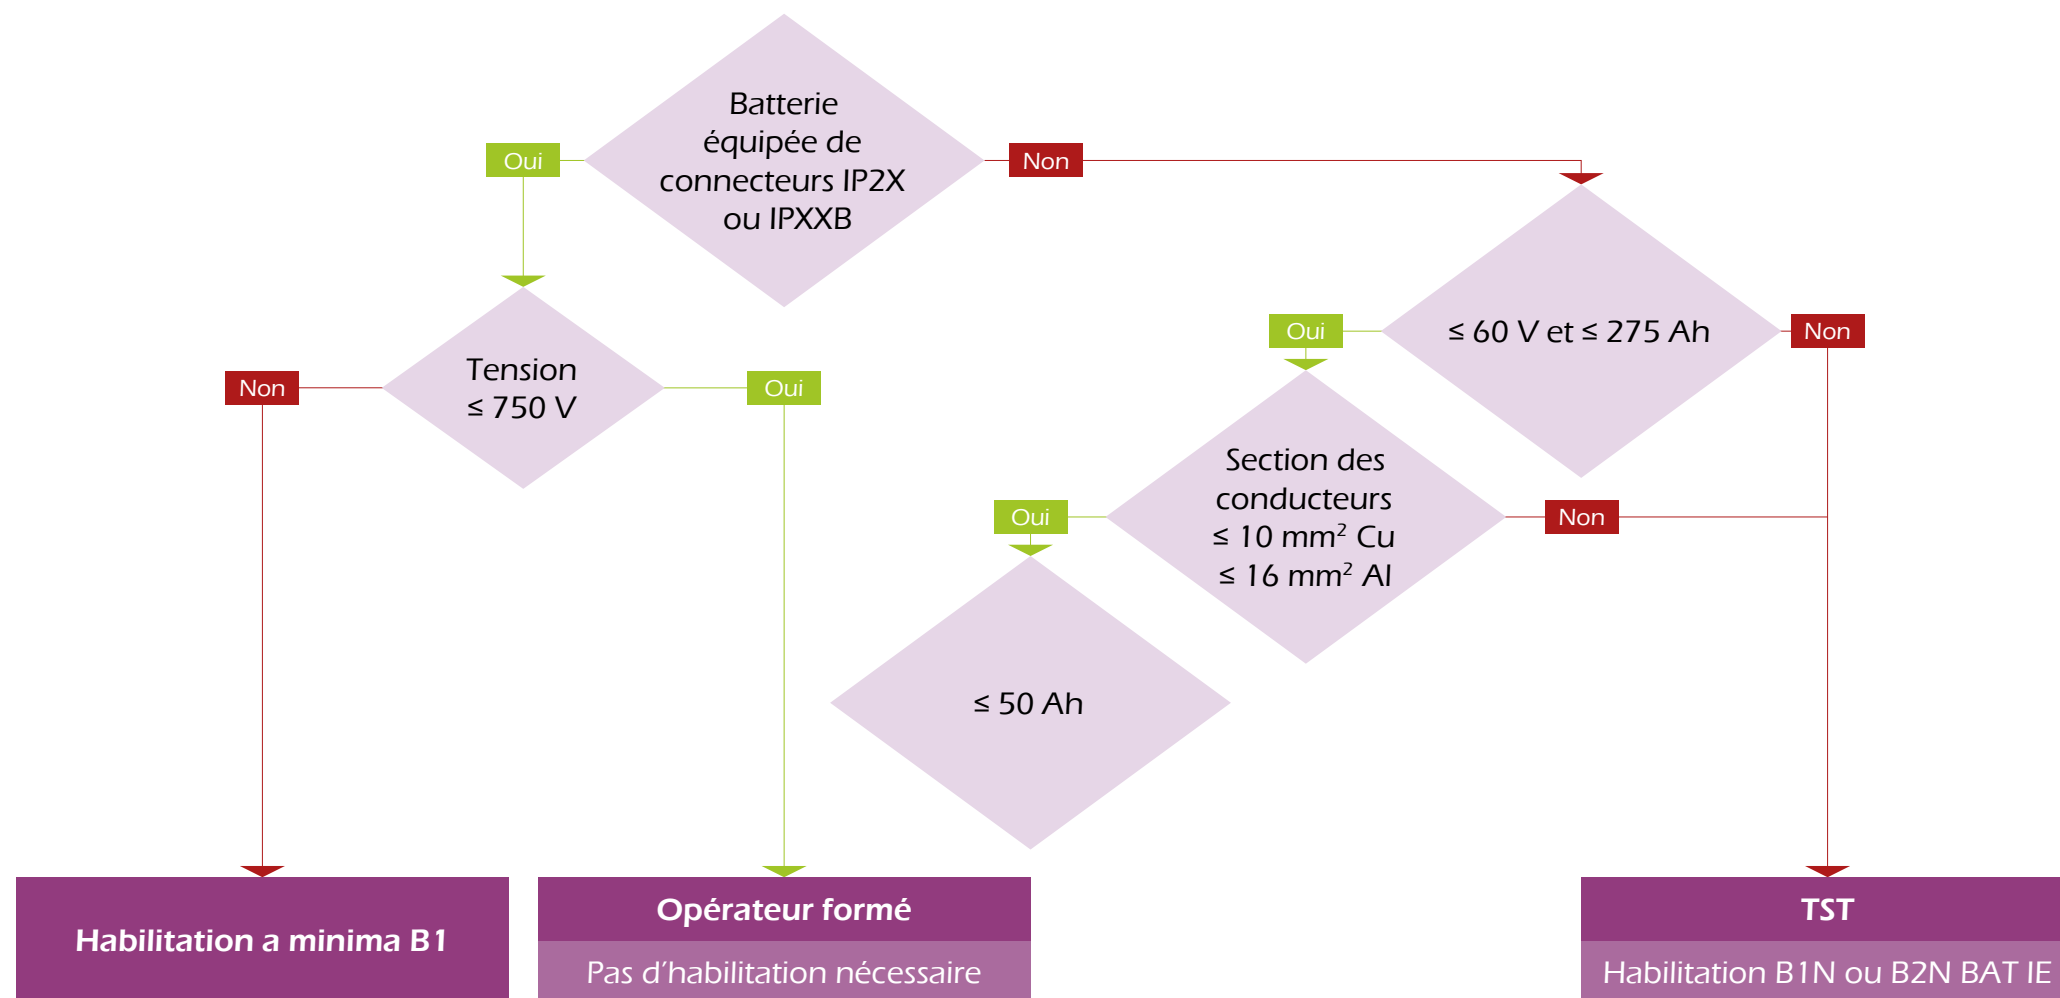 Batterie
équipée de
connecteurs IP2X
ou IPXXB
Oui
Non
Tension
≤ 750 V
Non
Oui
≤ 60 V et ≤ 275 Ah
Oui
Non
Section des
conducteurs
≤ 10 mm² Cu
≤ 16 mm² Al
Oui
Non
≤ 50 Ah
Habilitation a minima B1
Opérateur formé
Pas d’habilitation nécessaire
TST
Habilitation B1N ou B2N BAT IE